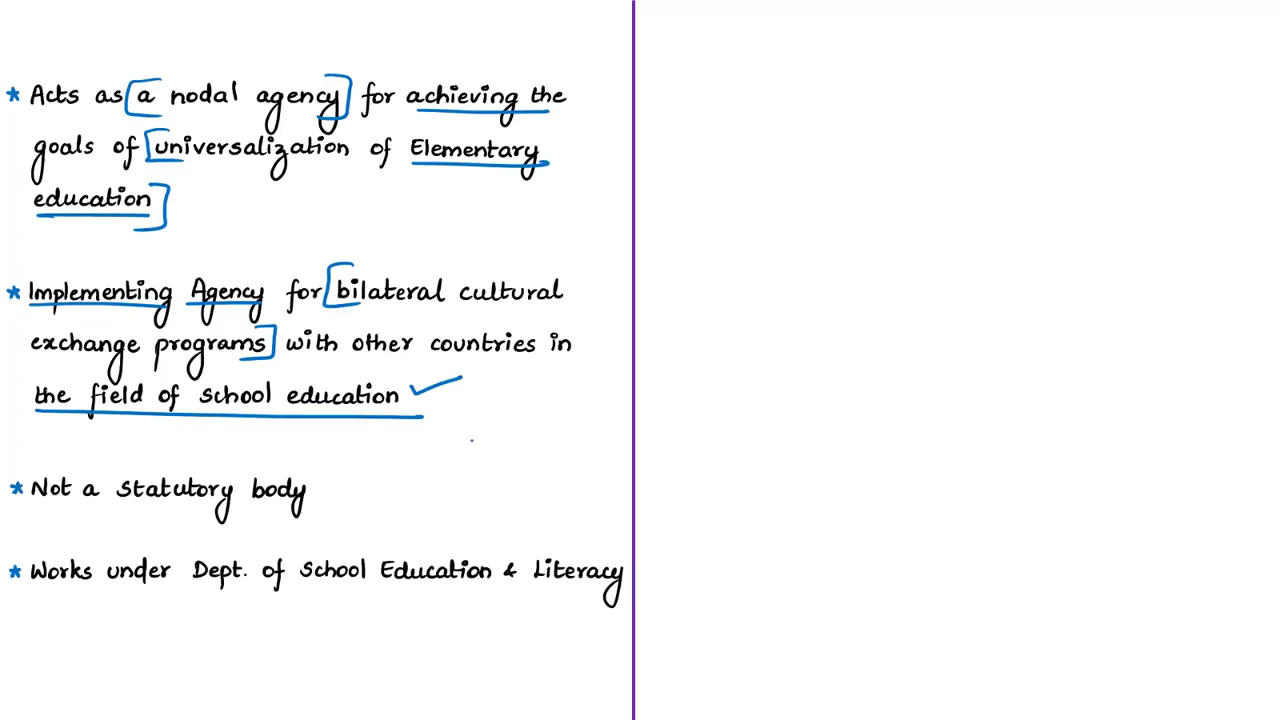 * Acts as a nodal agency for achieving the
goals of universalization of Elementary
education
* Implementing Agency for bilateral cultural
exchange programs with other countries in
the field of school education
* Not a statutory body
* Works under Dept. of School Education & Literacy